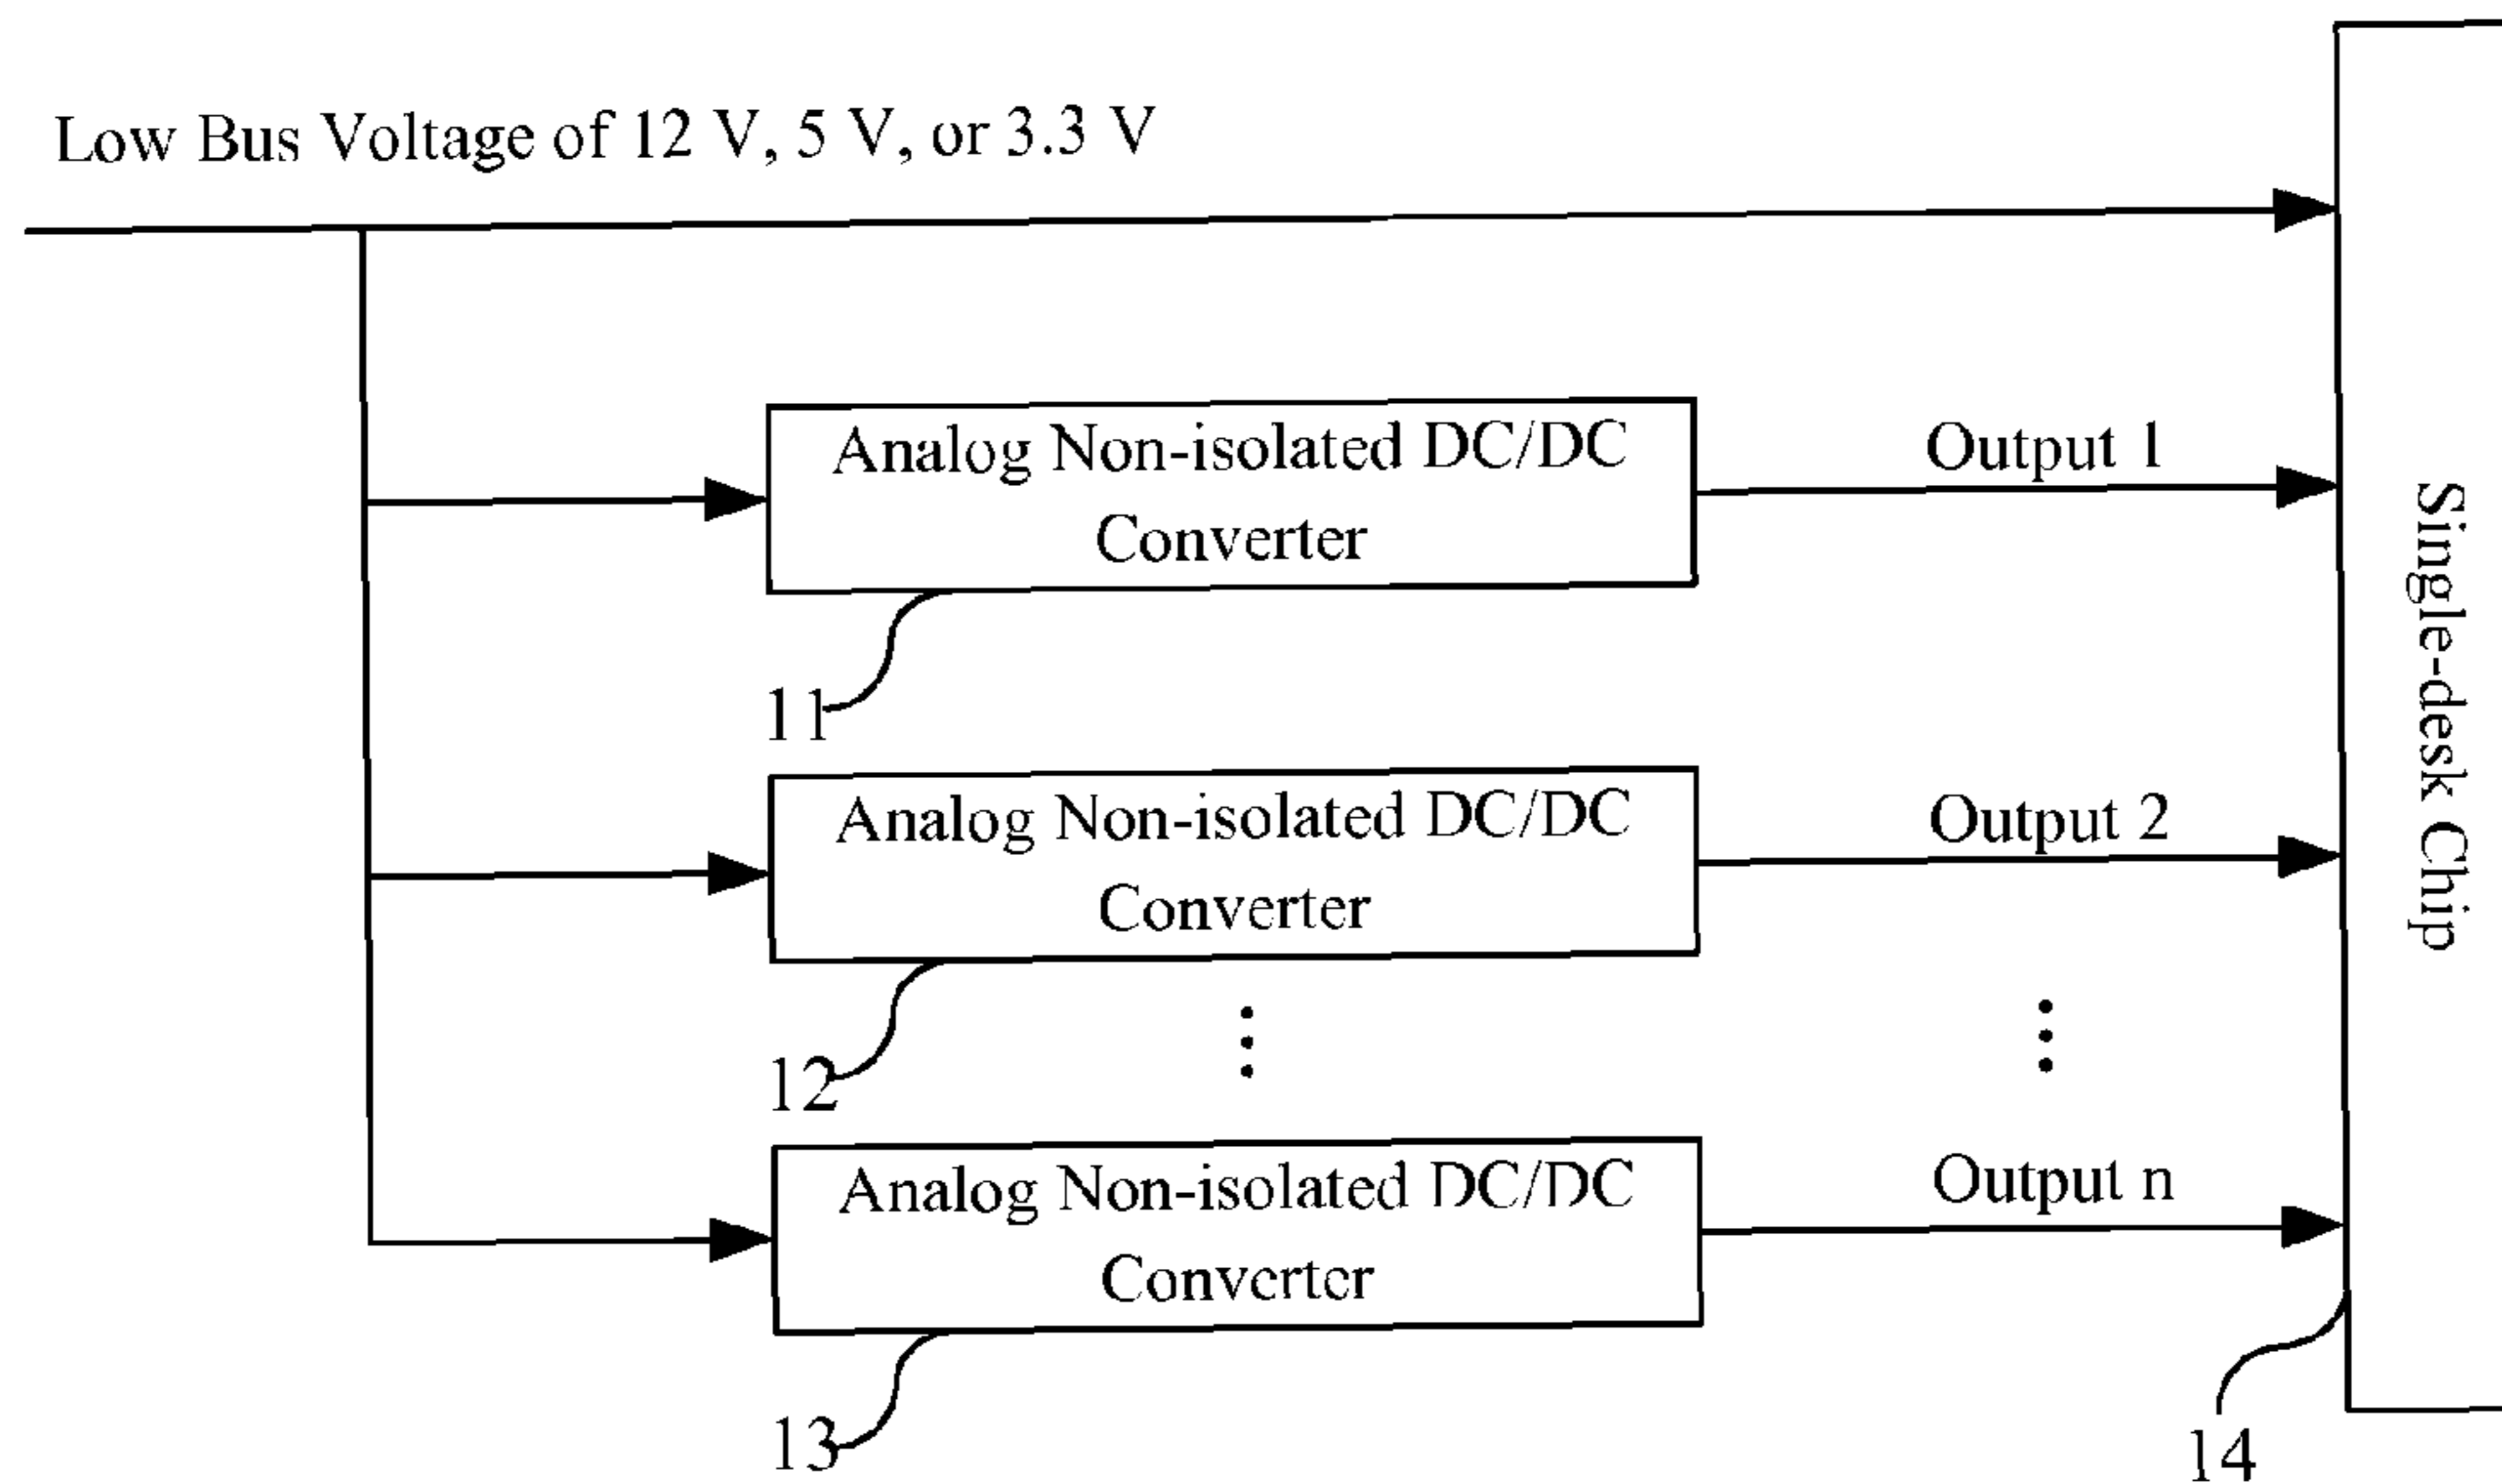 Low Bus Voltage of 12 V, 5 V, or 3.3 V
Analog Non-isolated DC/DC
Converter
Output 1
11
Analog Non-isolated DC/DC
Converter
Output 2
12
Analog Non-isolated DC/DC
Converter
Output n
13
Single-desk Chip
14